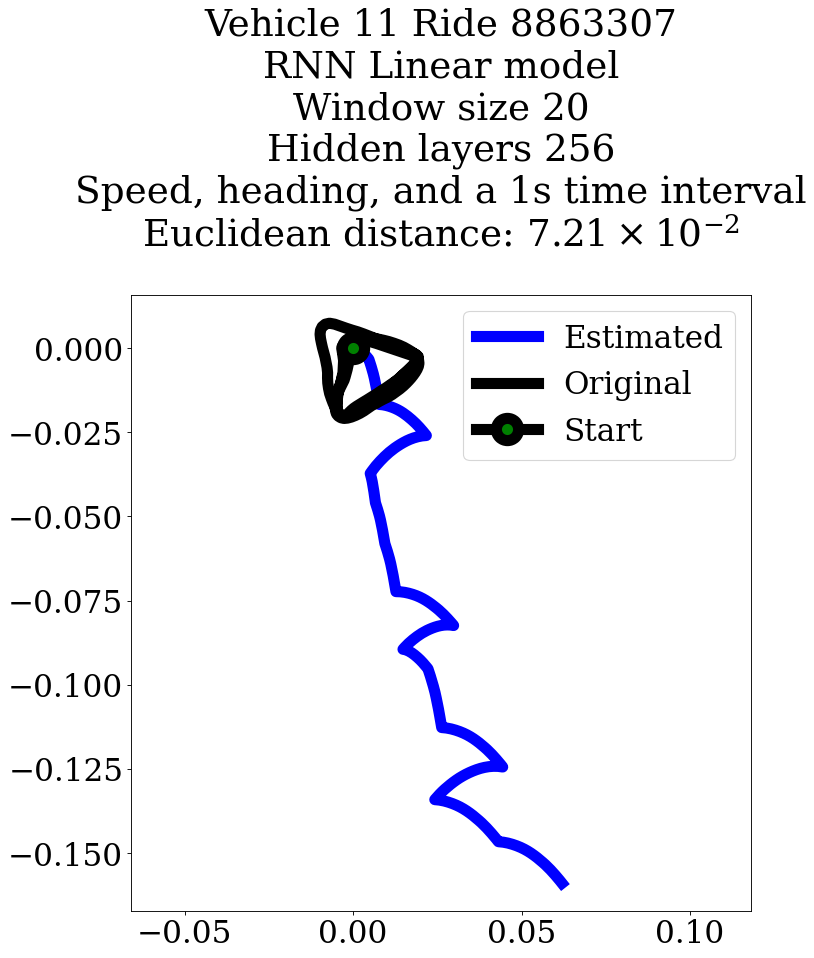 Vehicle 11 Ride 8863307
RNN Linear model
Window size 20
Hidden layers 256
Speed, heading, and a 1s time interval
Euclidean distance: 7.21 × 10⁻²
Estimated
Original
Start
0.000
−0.025
−0.050
−0.075
−0.100
−0.125
−0.150
−0.05 0.00 0.05 0.10